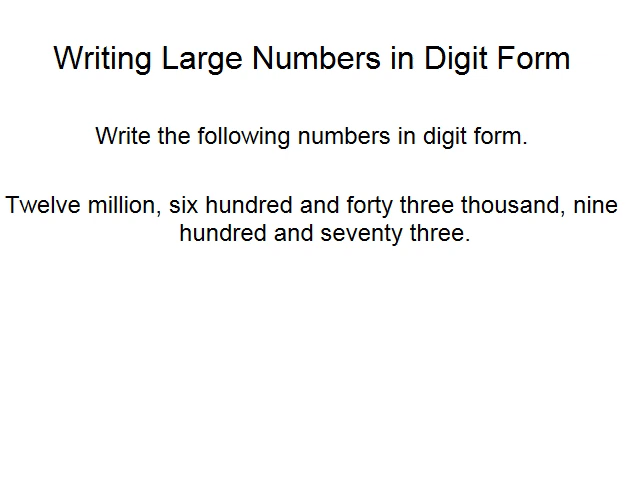 Writing Large Numbers in Digit Form
Write the following numbers in digit form.
Twelve million, six hundred and forty three thousand, nine
hundred and seventy three.